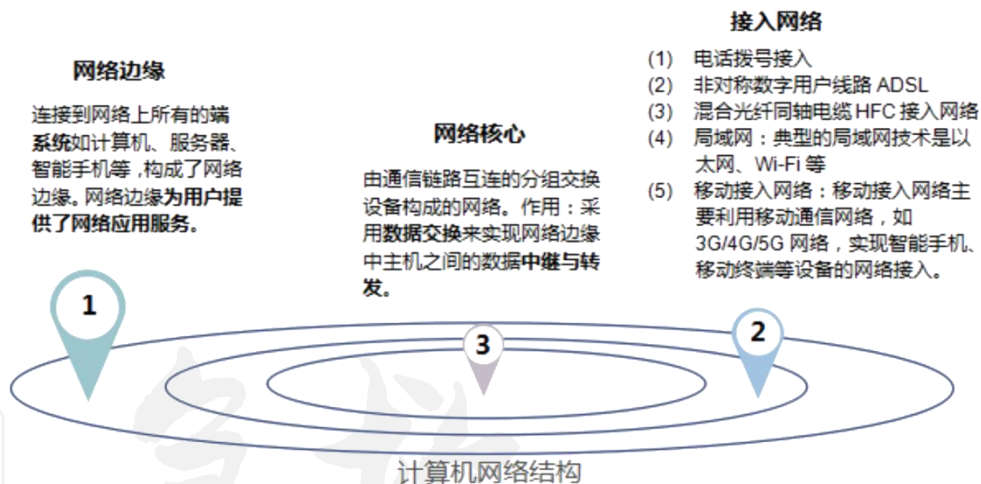 网络边缘
连接到网络上所有的端
系统如计算机、服务器、
智能手机等,构成了网络
边缘。网络边缘为用户提
供了网络应用服务。
网络核心
由通信链路互连的分组交换
设备构成的网络。作用：采
用数据交换来实现网络边缘
中主机之间的数据中继与转
发。
接入网络
(1) 电话拨号接入
(2) 非对称数字用户线路 ADSL
(3) 混合光纤同轴电缆 HFC 接入网络
(4) 局域网：典型的局域网技术是以
太网、Wi-Fi 等
(5) 移动接入网络：移动接入网络主
要利用移动通信网络，如
3G/4G/5G 网络，实现智能手机、
移动终端等设备的网络接入。
1
3
2
计算机网络结构